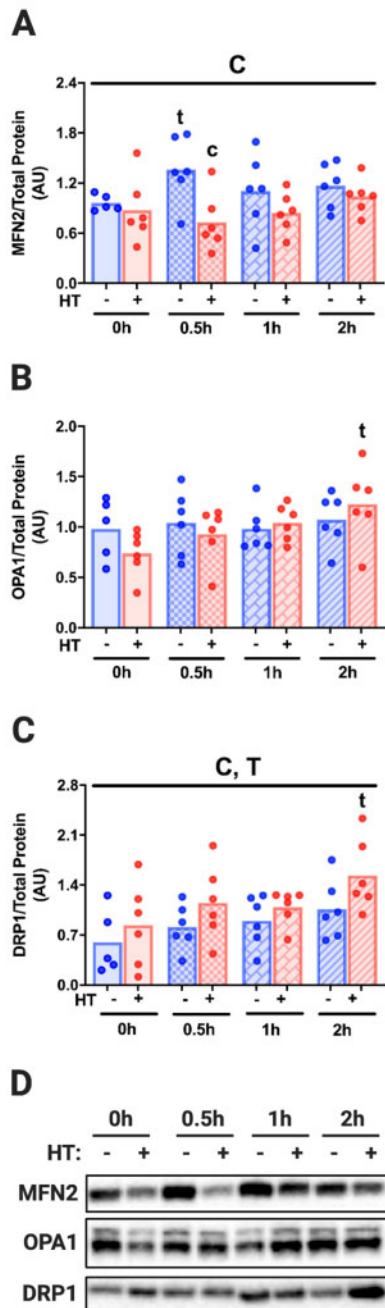 A
C
MFN2/Total Protein
(AU)
2.4
1.8
1.2
0.6
0.0
t
c
HT - + - + - + - +
0h 0.5h 1h 2h
B
OPA1/Total Protein
(AU)
2.0
1.5
1.0
0.5
0.0
t
HT - + - + - + - +
0h 0.5h 1h 2h
C
C, T
DRP1/Total Protein
(AU)
2.8
2.1
1.4
0.7
0.0
t
HT - + - + - + - +
0h 0.5h 1h 2h
D
0h 0.5h 1h 2h
HT: - + - + - + - +
MFN2
OPA1
DRP1